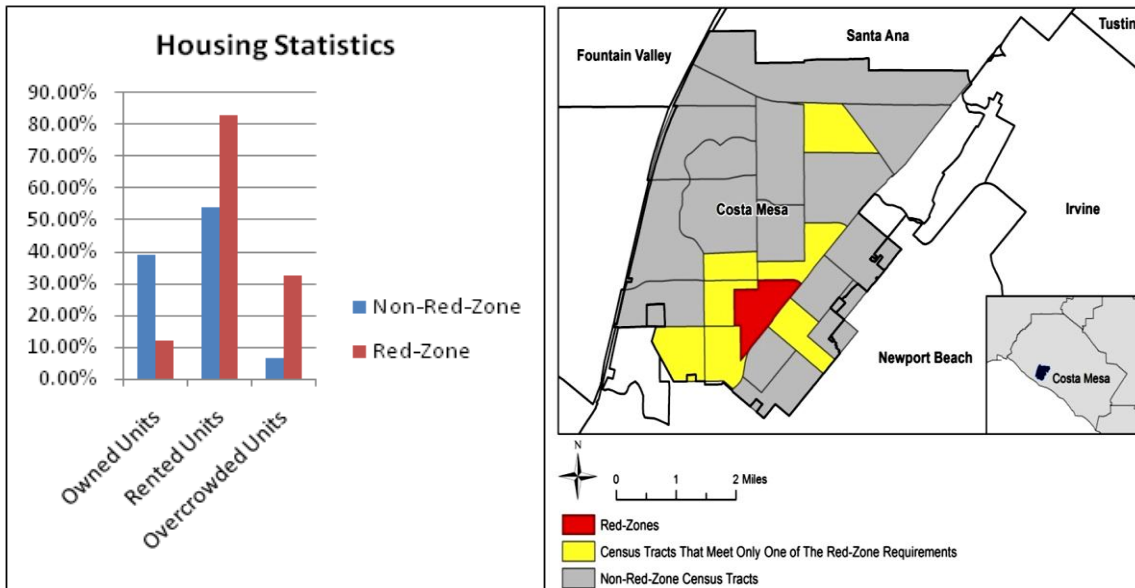 Housing Statistics
90.00%
80.00%
70.00%
60.00%
50.00%
40.00%
30.00%
20.00%
10.00%
0.00%
Owned Units
Rented Units
Overcrowded Units
Non-Red-Zone
Red-Zone
Tustin
Santa Ana
Fountain Valley
Costa Mesa
Irvine
Newport Beach
Costa Mesa
N
0 1 2 Miles
Red-Zones
Census Tracts That Meet Only One of The Red-Zone Requirements
Non-Red-Zone Census Tracts